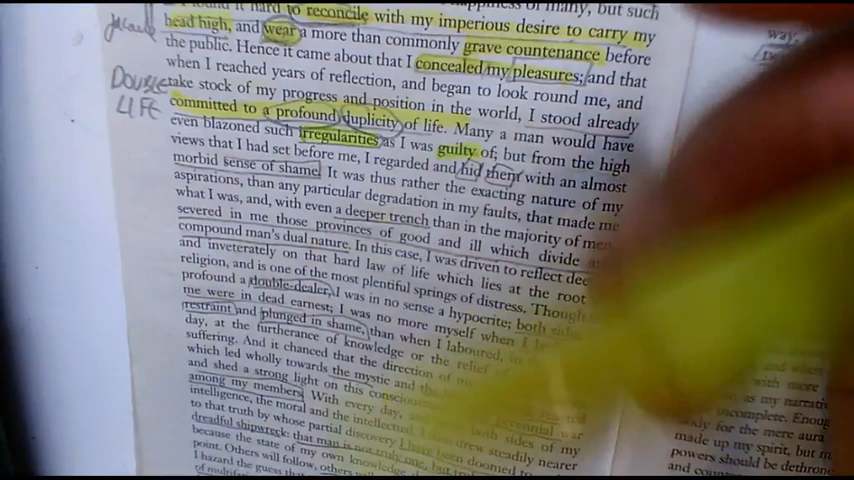 happiness of many, but such
found it hard to reconcile with my imperious desire to carry my
head high, and wear a more than commonly grave countenance before
the public. Hence it came about that I concealed my pleasures; and that
when I reached years of reflection, and began to look round me, and
DOUBLE LIFE
take stock of my progress and position in the world, I stood already
committed to a profound duplicity of life. Many a man would have
even blazoned such irregularities as I was guilty of; but from the high
views that I had set before me, I regarded and hid them with an almost
morbid sense of shame. It was thus rather the exacting nature of my
aspirations, than any particular degradation in my faults, that made me
what I was, and, with even a deeper trench than in the majority of men
severed in me those provinces of good and ill which divide
compound man's dual nature. In this case, I was driven to reflect
and inveterately on that hard law of life which lies at the root
religion, and is one of the most plentiful springs of distress. Though
profound a double-dealer, I was in no sense a hypocrite; both
me were in dead earnest; I was no more myself when I
restraint and plunged in shame, than when I laboured,
day, at the furtherance of knowledge or the relief
suffering. And it chanced that the direction of my
which led wholly towards the mystic and the
and shed a strong light on this
among my members. With every day, and both sides of my perennial war
intelligence, the moral and the intellectual, I drew steadily nearer
to that truth by whose partial discovery I have been doomed to
dreadful shipwreck: that man is not truly one, but
because the state of my own knowledge
point. Others will follow, others
I hazard the guess that
of
way,
and when
with more
as my narrative
incomplete. Enough
body for the mere aura
made up my spirit, but
powers should be dethroned
and